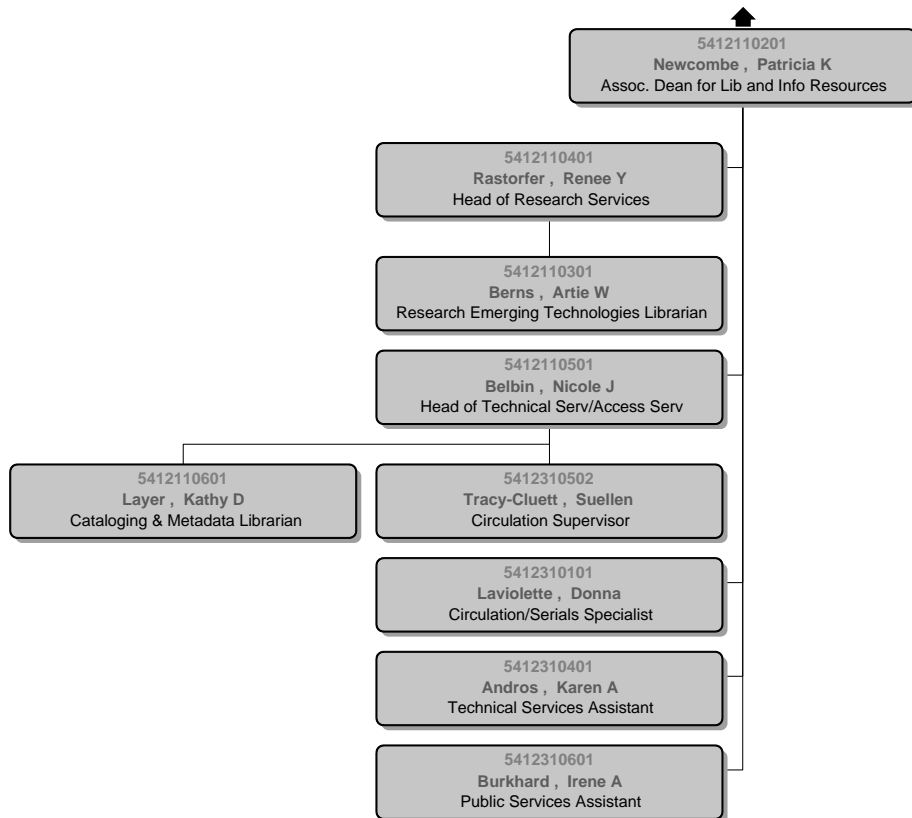 5412110201
Newcombe , Patricia K
Assoc. Dean for Lib and Info Resources
5412110401
Rastorfer , Renee Y
Head of Research Services
5412110301
Berns , Artie W
Research Emerging Technologies Librarian
5412110501
Belbin , Nicole J
Head of Technical Serv/Access Serv
5412110601
Layer , Kathy D
Cataloging & Metadata Librarian
5412310502
Tracy-Cluett , Suellen
Circulation Supervisor
5412310101
Laviolette , Donna
Circulation/Serials Specialist
5412310401
Andros , Karen A
Technical Services Assistant
5412310601
Burkhard , Irene A
Public Services Assistant